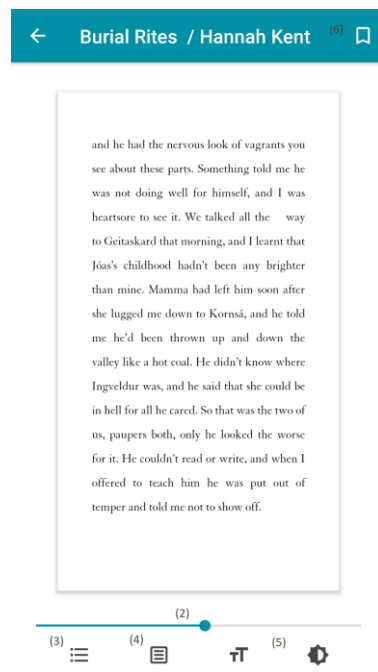 Burial Rites / Hannah Kent (6)
and he had the nervous look of vagrants you
see about these parts. Something told me he
was not doing well for himself, and I was
heartsore to see it. We talked all the way
to Geitaskard that morning, and I learnt that
Jóas's childhood hadn't been any brighter
than mine. Mamma had left him soon after
she lugged me down to Kornsá, and he told
me he'd been thrown up and down the
valley like a hot coal. He didn't know where
Ingveldur was, and he said that she could be
in hell for all he cared. So that was the two of
us, paupers both, only he looked the worse
for it. He couldn't read or write, and when I
offered to teach him he was put out of
temper and told me not to show off.
(2)
(3) (4) TT (5)